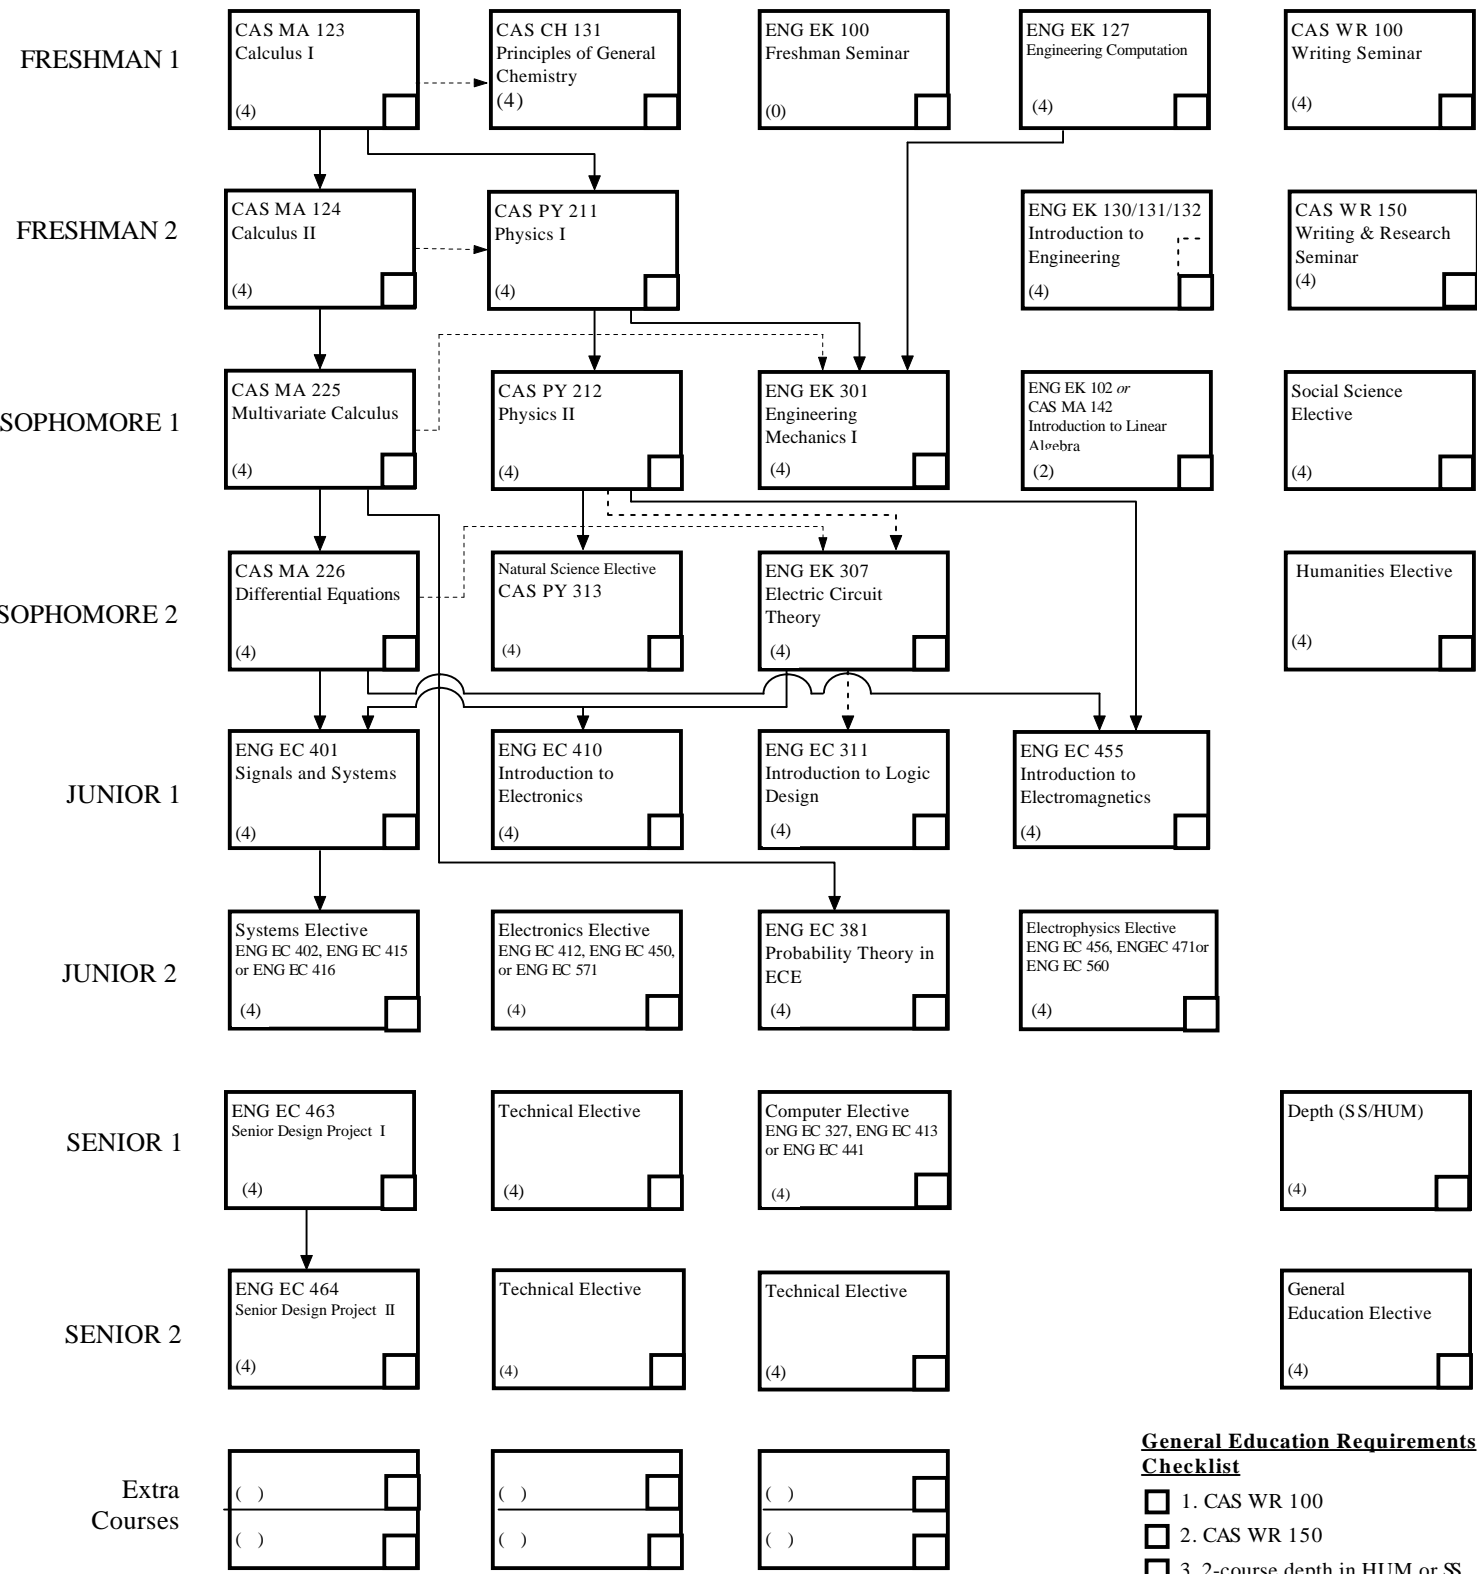 FRESHMAN 1
CAS MA 123
Calculus I
(4)
CAS CH 131
Principles of General
Chemistry
(4)
ENG EK 100
Freshman Seminar
(0)
ENG EK 127
Engineering Computation
(4)
CAS WR 100
Writing Seminar
(4)
FRESHMAN 2
CAS MA 124
Calculus II
(4)
CAS PY 211
Physics I
(4)
ENG EK 130/131/132
Introduction to
Engineering
(4)
CAS WR 150
Writing & Research
Seminar
(4)
SOPHOMORE 1
CAS MA 225
Multivariate Calculus
(4)
CAS PY 212
Physics II
(4)
ENG EK 301
Engineering
Mechanics I
(4)
ENG EK 102 or
CAS MA 142
Introduction to Linear
Algebra
(2)
Social Science
Elective
(4)
SOPHOMORE 2
CAS MA 226
Differential Equations
(4)
Natural Science Elective
CAS PY 313
(4)
ENG EK 307
Electric Circuit
Theory
(4)
Humanities Elective
(4)
JUNIOR 1
ENG EC 401
Signals and Systems
(4)
ENG EC 410
Introduction to
Electronics
(4)
ENG EC 311
Introduction to Logic
Design
(4)
ENG EC 455
Introduction to
Electromagnetics
(4)
JUNIOR 2
Systems Elective
ENG EC 402, ENG EC 415
or ENG EC 416
(4)
Electronics Elective
ENG EC 412, ENG EC 450,
or ENG EC 571
(4)
ENG EC 381
Probability Theory in
ECE
(4)
Electrophysics Elective
ENG EC 456, ENGEC 471or
ENG EC 560
(4)
SENIOR 1
ENG EC 463
Senior Design Project I
(4)
Technical Elective
(4)
Computer Elective
ENG EC 327, ENG EC 413
or ENG EC 441
(4)
Depth (SS/HUM)
(4)
SENIOR 2
ENG EC 464
Senior Design Project II
(4)
Technical Elective
(4)
Technical Elective
(4)
General
Education Elective
(4)
Extra
Courses
( )
( )
( )
( )
( )
( )
General Education Requirements
Checklist
1. CAS WR 100
2. CAS WR 150
3. 2-course depth in HUM or SS